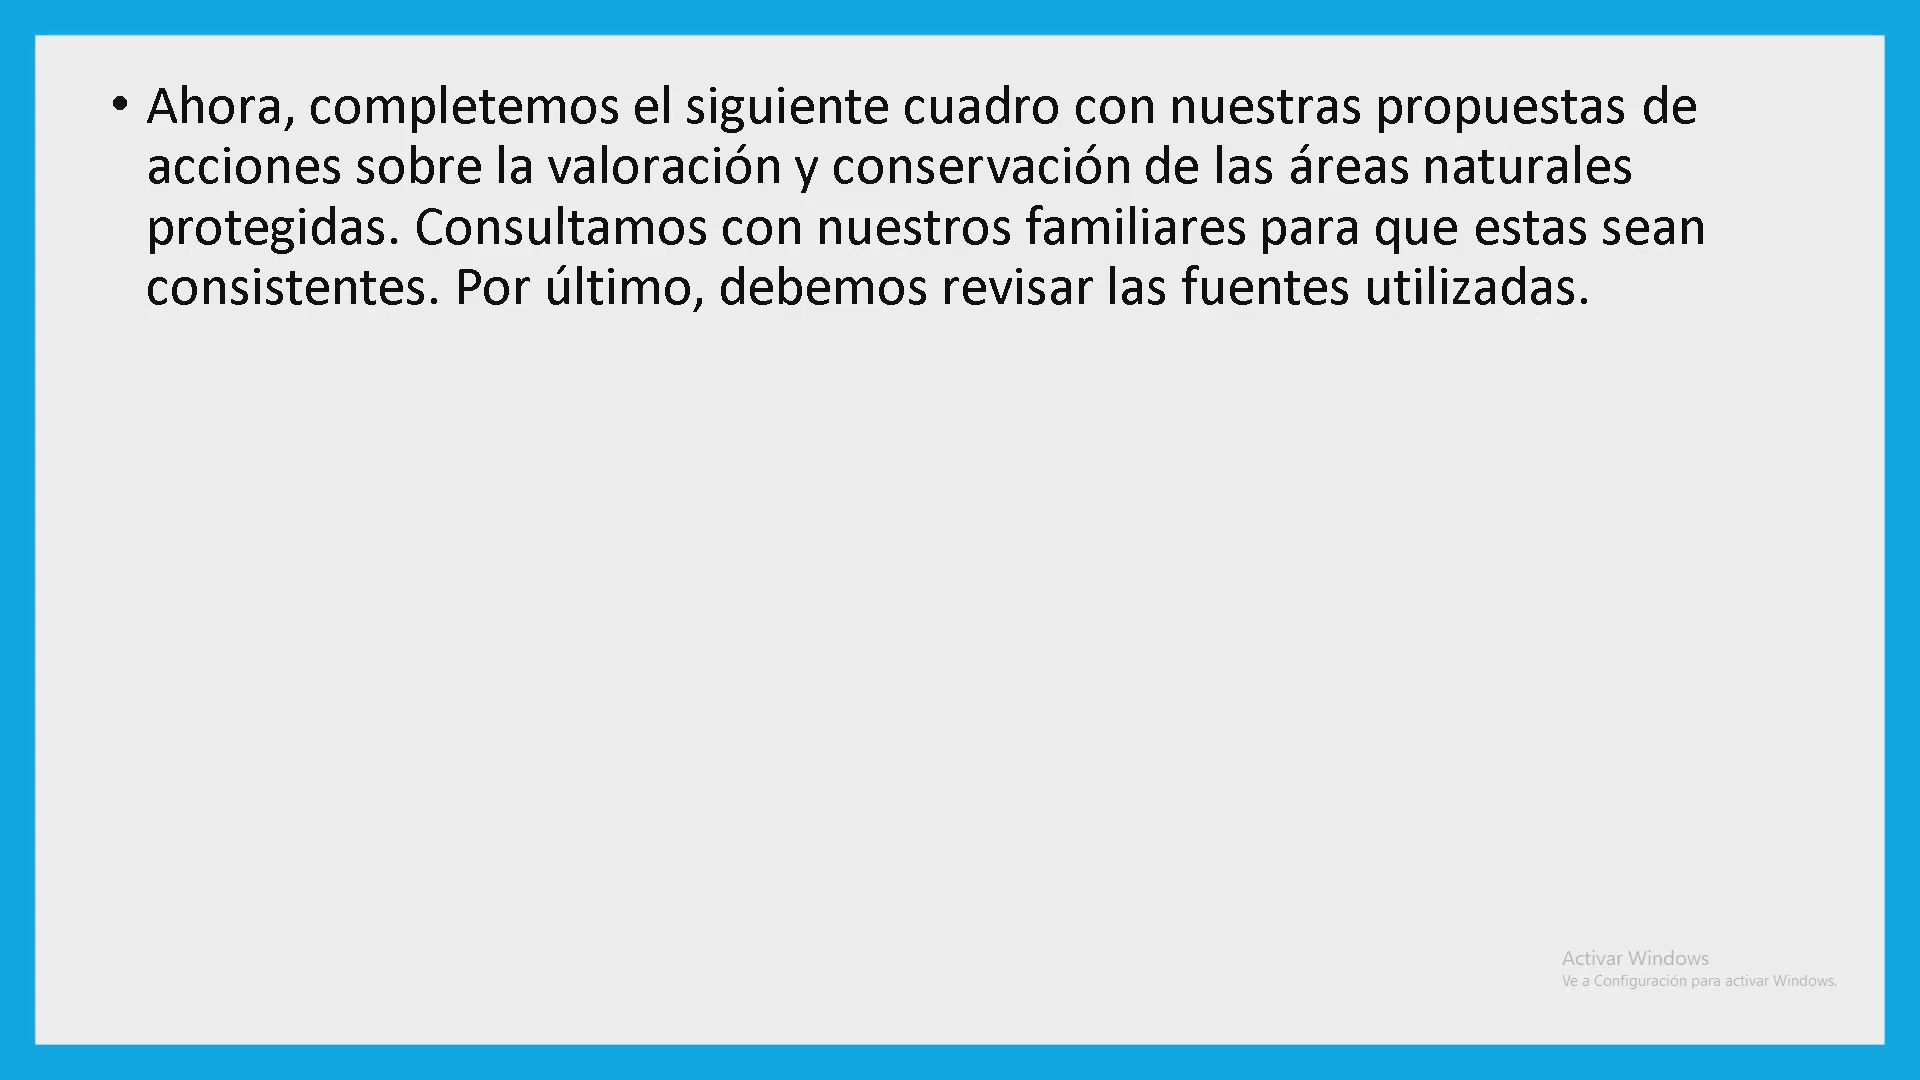 • Ahora, completemos el siguiente cuadro con nuestras propuestas de
acciones sobre la valoración y conservación de las áreas naturales
protegidas. Consultamos con nuestros familiares para que estas sean
consistentes. Por último, debemos revisar las fuentes utilizadas.
Activar Windows
Ve a Configuración para activar Windows.